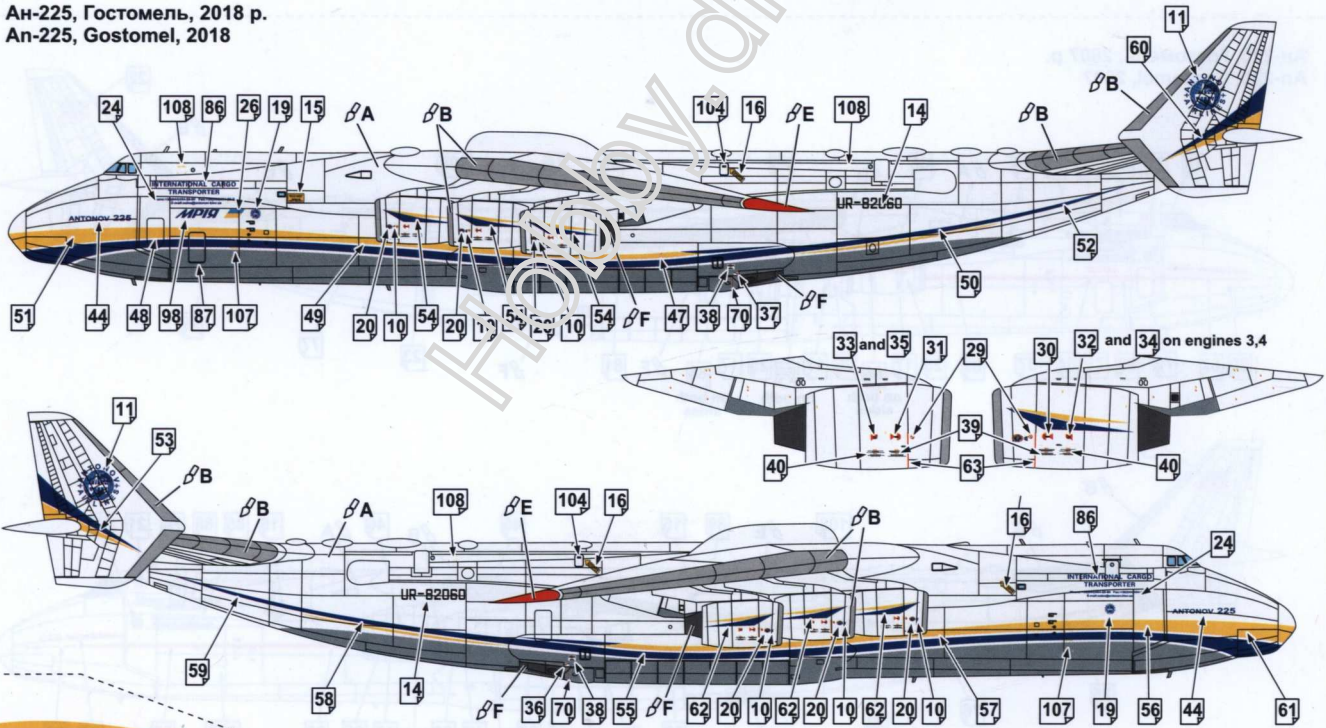 Ан-225, Гостомель, 2018 р.
An-225, Gostomel, 2018
11
60
B
24 108 86 26 19 15 A B 104 16 E 108 14 B
INTERNATIONAL CARGO
TRANSPORTER
ANTONOV 225
МРІЯ
UR-82060
51 44 48 98 87 107 49 20 10 54 20 10 54 20 10 54 F 47 38 70 37 F 50 52
33 and 35 31 29 30 32 and 34 on engines 3,4
40 39 63 40
11
53
B
B A 108 104 16 E B 16 86 24
UR-82060
INTERNATIONAL CARGO
TRANSPORTER
ANTONOV 225
59 58 14 F 36 70 38 55 F 62 20 10 62 20 10 62 20 10 57 107 19 56 44 61
Hobby.d